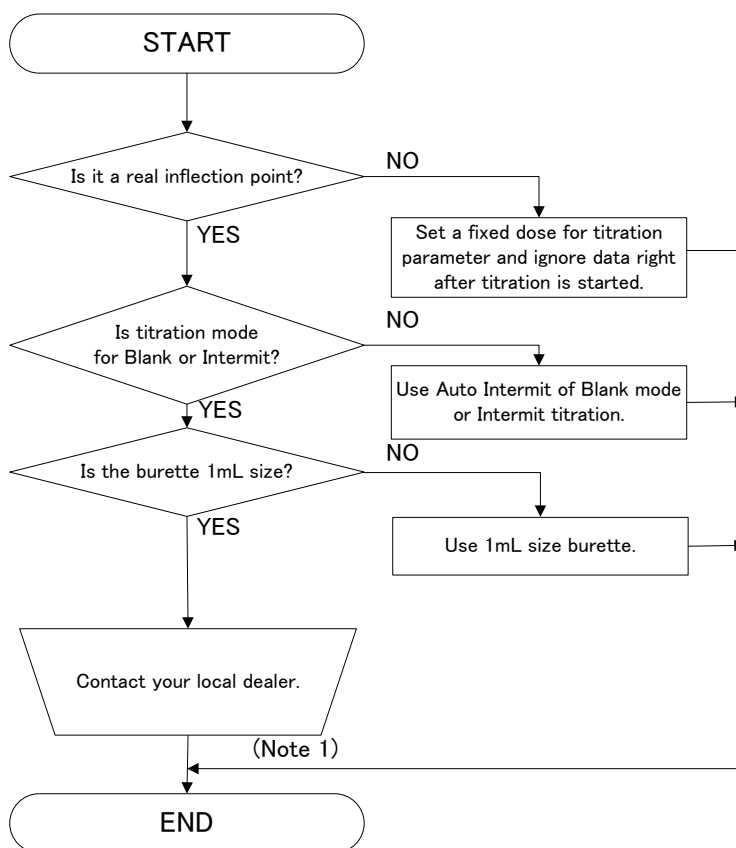 START
Is it a real inflection point?
NO
YES
Set a fixed dose for titration
parameter and ignore data right
after titration is started.
Is titration mode
for Blank or Intermit?
NO
YES
Use Auto Intermit of Blank mode
or Intermit titration.
Is the burette 1mL size?
NO
YES
Use 1mL size burette.
Contact your local dealer.
(Note 1)
END